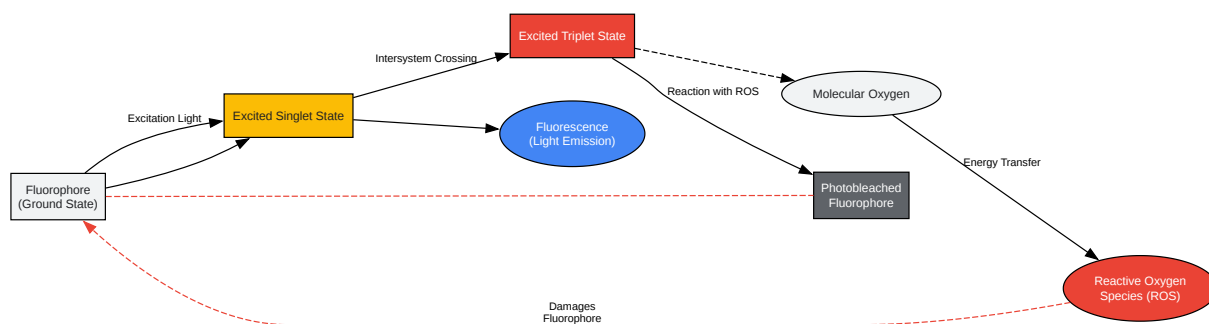 Excited Triplet State
Intersystem Crossing
Reaction with ROS
Molecular Oxygen
Excitation Light
Excited Singlet State
Fluorescence
(Light Emission)
Energy Transfer
Fluorophore
(Ground State)
Photobleached
Fluorophore
Reactive Oxygen
Species (ROS)
Damages
Fluorophore